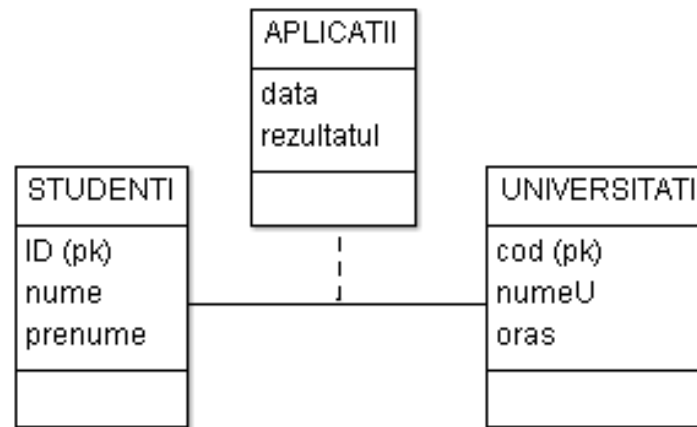 APLICATII
data
rezultatul
STUDENTI
ID (pk)
nume
prenume
UNIVERSITATI
cod (pk)
numeU
oras